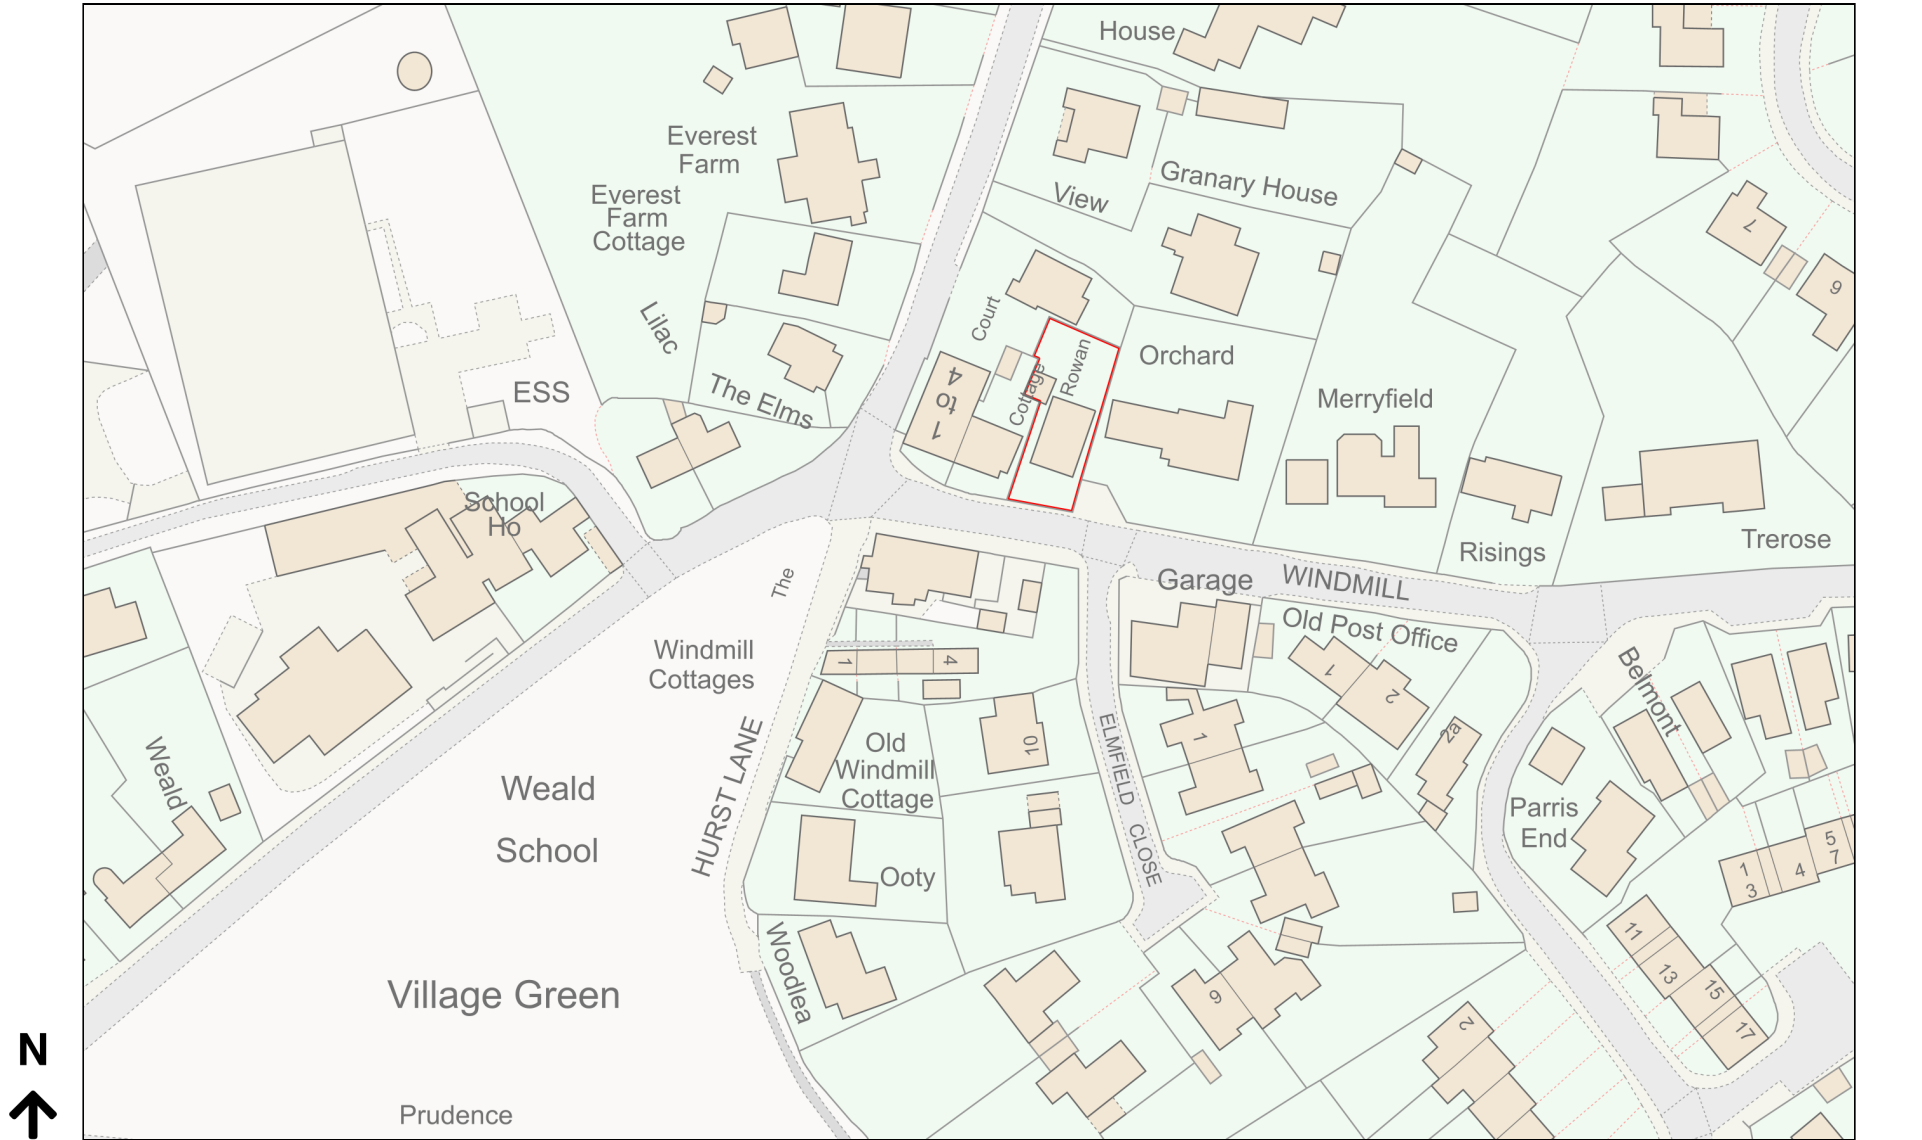 House
Everest
Farm
Everest
Farm
Cottage
View
Granary House
7
9
Lilac
Court
Rowan
Cottage
Orchard
1 to 4
ESS
The Elms
Merryfield
School
Ho
Risings
Trerose
The
Garage
WINDMILL
Old Post Office
Windmill
Cottages
1
4
1
2
Belmont
Weald
HURST LANE
Old
Windmill
Cottage
10
ELMFIELD CLOSE
1
2a
Weald
School
Parris
End
Ooty
1
3
4
5
7
Woodlea
11
13
15
17
Village Green
9
2
N
Prudence